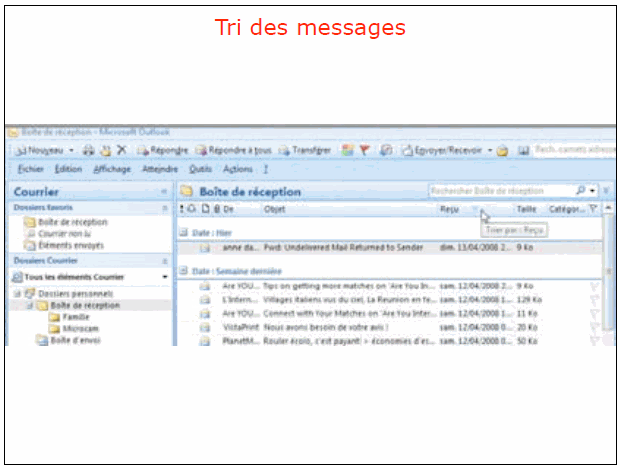 Tri des messages
Boîte de réception - Microsoft Outlook
Nouveau Répondre Répondre à tous Transférer Envoyer/Recevoir Rech. carnets adresse
Fichier Edition Affichage Atteindre Outils Actions ?
Courrier « Boîte de réception Rechercher Boîte de réception
Dossiers favoris ! De Objet Reçu Taille Catégor...
Boîte de réception
Courrier non lu Trier par : Reçu
Date : Hier
Éléments envoyés anne da... Fwd: Undelivered Mail Returned to Sender dim. 13/04/2008 2... 9 Ko
Dossiers Courrier
Date : Semaine dernière
Tous les éléments Courrier
Are YOU... Tips on getting more matches on 'Are You In... sam. 12/04/2008 2... 9 Ko
Dossiers personnels
L'Intern... Villages italiens vus du ciel, La Reunion en fe... sam. 12/04/2008 1... 129 Ko
Boîte de réception
Are YOU... Connect with Your Matches on 'Are You Inter... sam. 12/04/2008 1... 11 Ko
Famille
VistaPrint Nous avons besoin de votre avis ! sam. 12/04/2008 0... 20 Ko
Microcam
Boîte d'envoi
PlanetM... Rouler écolo, c'est payant! > économies d'es... sam. 12/04/2008 0... 50 Ko